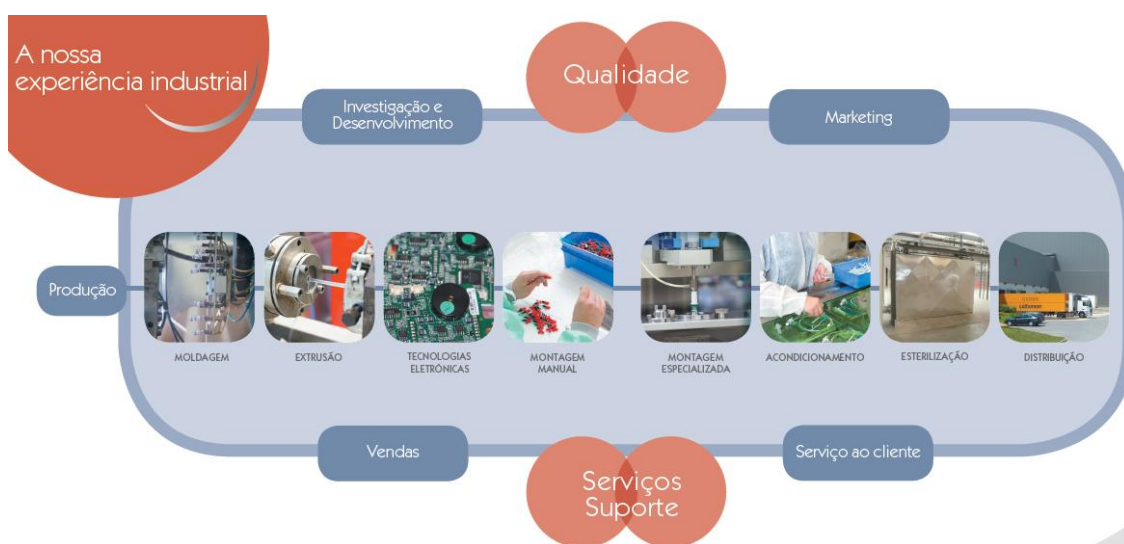 A nossa
experiência industrial
Qualidade
Investigação e
Desenvolvimento
Marketing
Produção
MOLDAGEM
EXTRUSÃO
TECNOLOGIAS
ELETRÓNICAS
MONTAGEM
MANUAL
MONTAGEM
ESPECIALIZADA
ACONDICIONAMENTO
ESTERILIZAÇÃO
DISTRIBUIÇÃO
Vendas
Serviço ao cliente
Serviços
Suporte